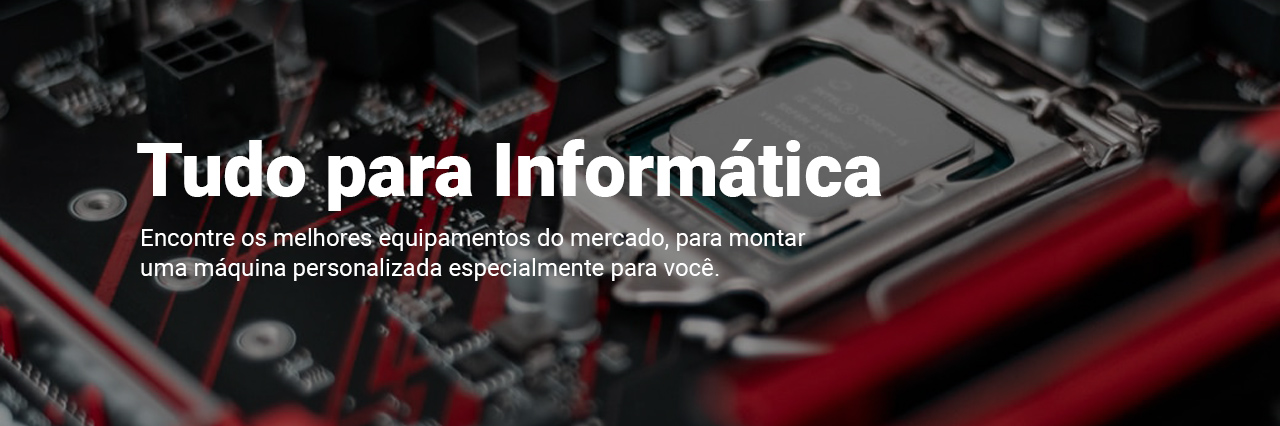 Tudo para Informática
Encontre os melhores equipamentos do mercado, para montar
uma máquina personalizada especialmente para você.